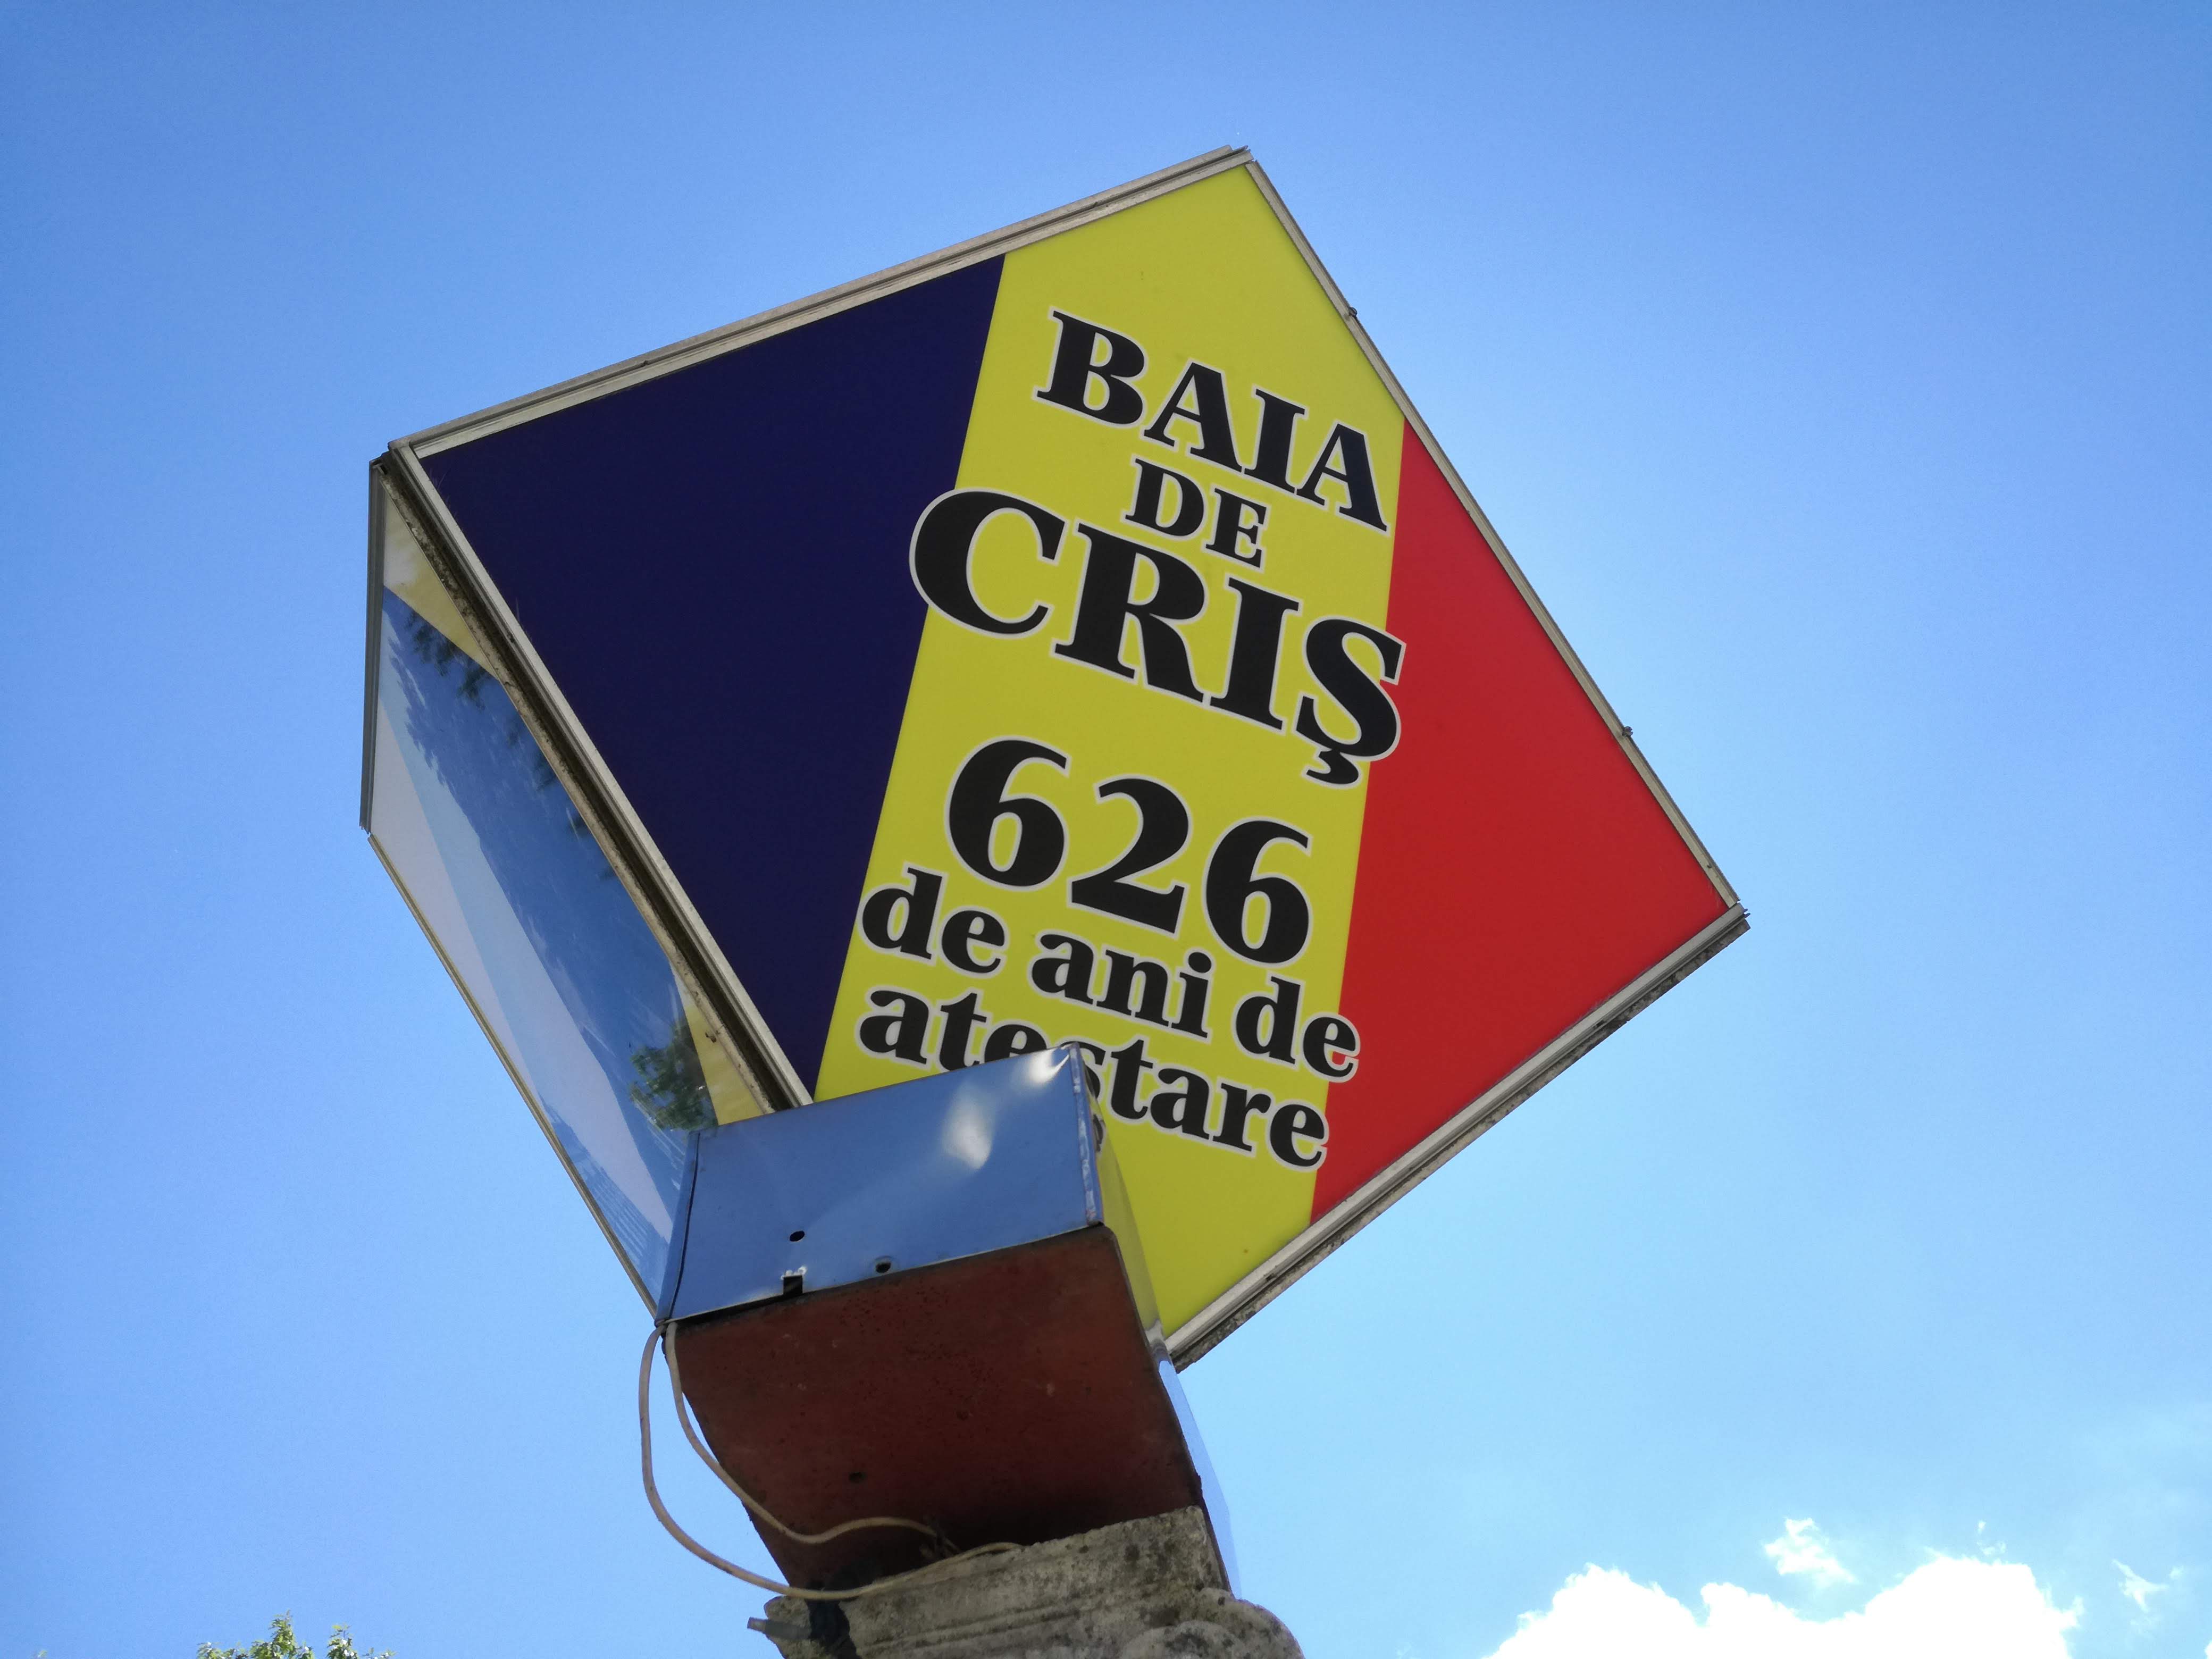 BAIA
DE
CRIŞ
626
de ani de
atestare